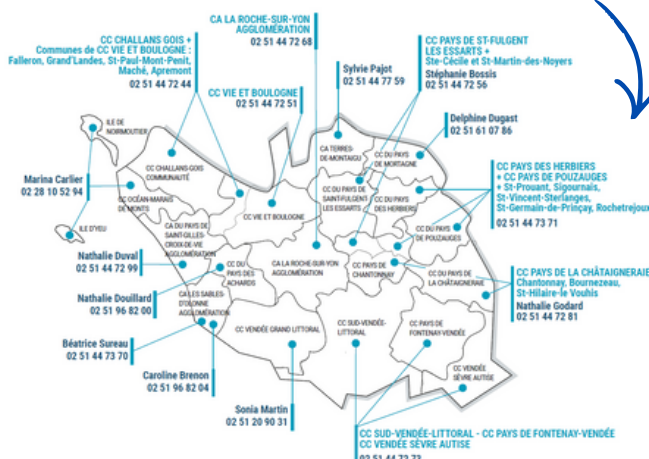 CC CHALLANS GOIS +
Communes de CC VIE ET BOULOGNE :
Falleron, Grand'Landes, St-Paul-Mont-Penit,
Maché, Apremont
02 51 44 72 44
CA LA ROCHE-SUR-YON
AGGLOMÉRATION
02 51 44 72 68
CC VIE ET BOULOGNE
02 51 44 72 51
Sylvie Pajot
02 51 44 77 59
CC PAYS DE ST-FULGENT
LES ESSARTS +
Ste-Cécile et St-Martin-des-Noyers
Stéphanie Bossis
02 51 44 72 56
Delphine Dugast
02 51 61 07 86
CC PAYS DES HERBIERS
+ CC PAYS DE POUZAUGES
+ St-Prouant, Sigournais,
St-Vincent-Sterlanges,
St-Germain-de-Prinçay, Rochetrejoux
02 51 44 73 71
CC PAYS DE LA CHÂTAIGNERAIE
Chantonnay, Bournezeau,
St-Hilaire-le Vouhis
Nathalie Godard
02 51 44 72 81
Marina Carlier
02 28 10 52 94
Nathalie Duval
02 51 44 72 99
Nathalie Douillard
02 51 96 82 00
Béatrice Sureau
02 51 44 73 70
Caroline Brenon
02 51 96 82 04
Sonia Martin
02 51 20 90 31
CC SUD-VENDÉE-LITTORAL - CC PAYS DE FONTENAY-VENDÉE
CC VENDÉE SÈVRE AUTISE
02 51 44 72 73
ILE DE
NOIRMOUTIER
CC CHALLANS-GOIS
COMMUNAUTÉ
CC OCÉAN-MARAIS
DE MONTS
ILE D'YEU
CA DU PAYS DE
SAINT-GILLES-
CROIX-DE-VIE
AGGLOMÉRATION
CC VIE ET BOULOGNE
CA TERRES-
DE-MONTAIGU
CC DU PAYS
DE MORTAGNE
CC DU PAYS DE
SAINT-FULGENT
LES ESSARTS
CC DU PAYS
DES HERBIERS
CC DU PAYS
DE POUZAUGES
CC DU
PAYS DES
ACHARDS
CA LA ROCHE-SUR-YON
AGGLOMÉRATION
CC PAYS DE
CHANTONNAY
CC DU PAYS DE
LA CHÂTAIGNERAIE
CA LES SABLES-
D'OLONNE
AGGLOMÉRATION
CC VENDÉE GRAND LITTORAL
CC SUD-VENDÉE-
LITTORAL
CC PAYS DE
FONTENAY-VENDÉE
CC VENDÉE
SÈVRE AUTISE